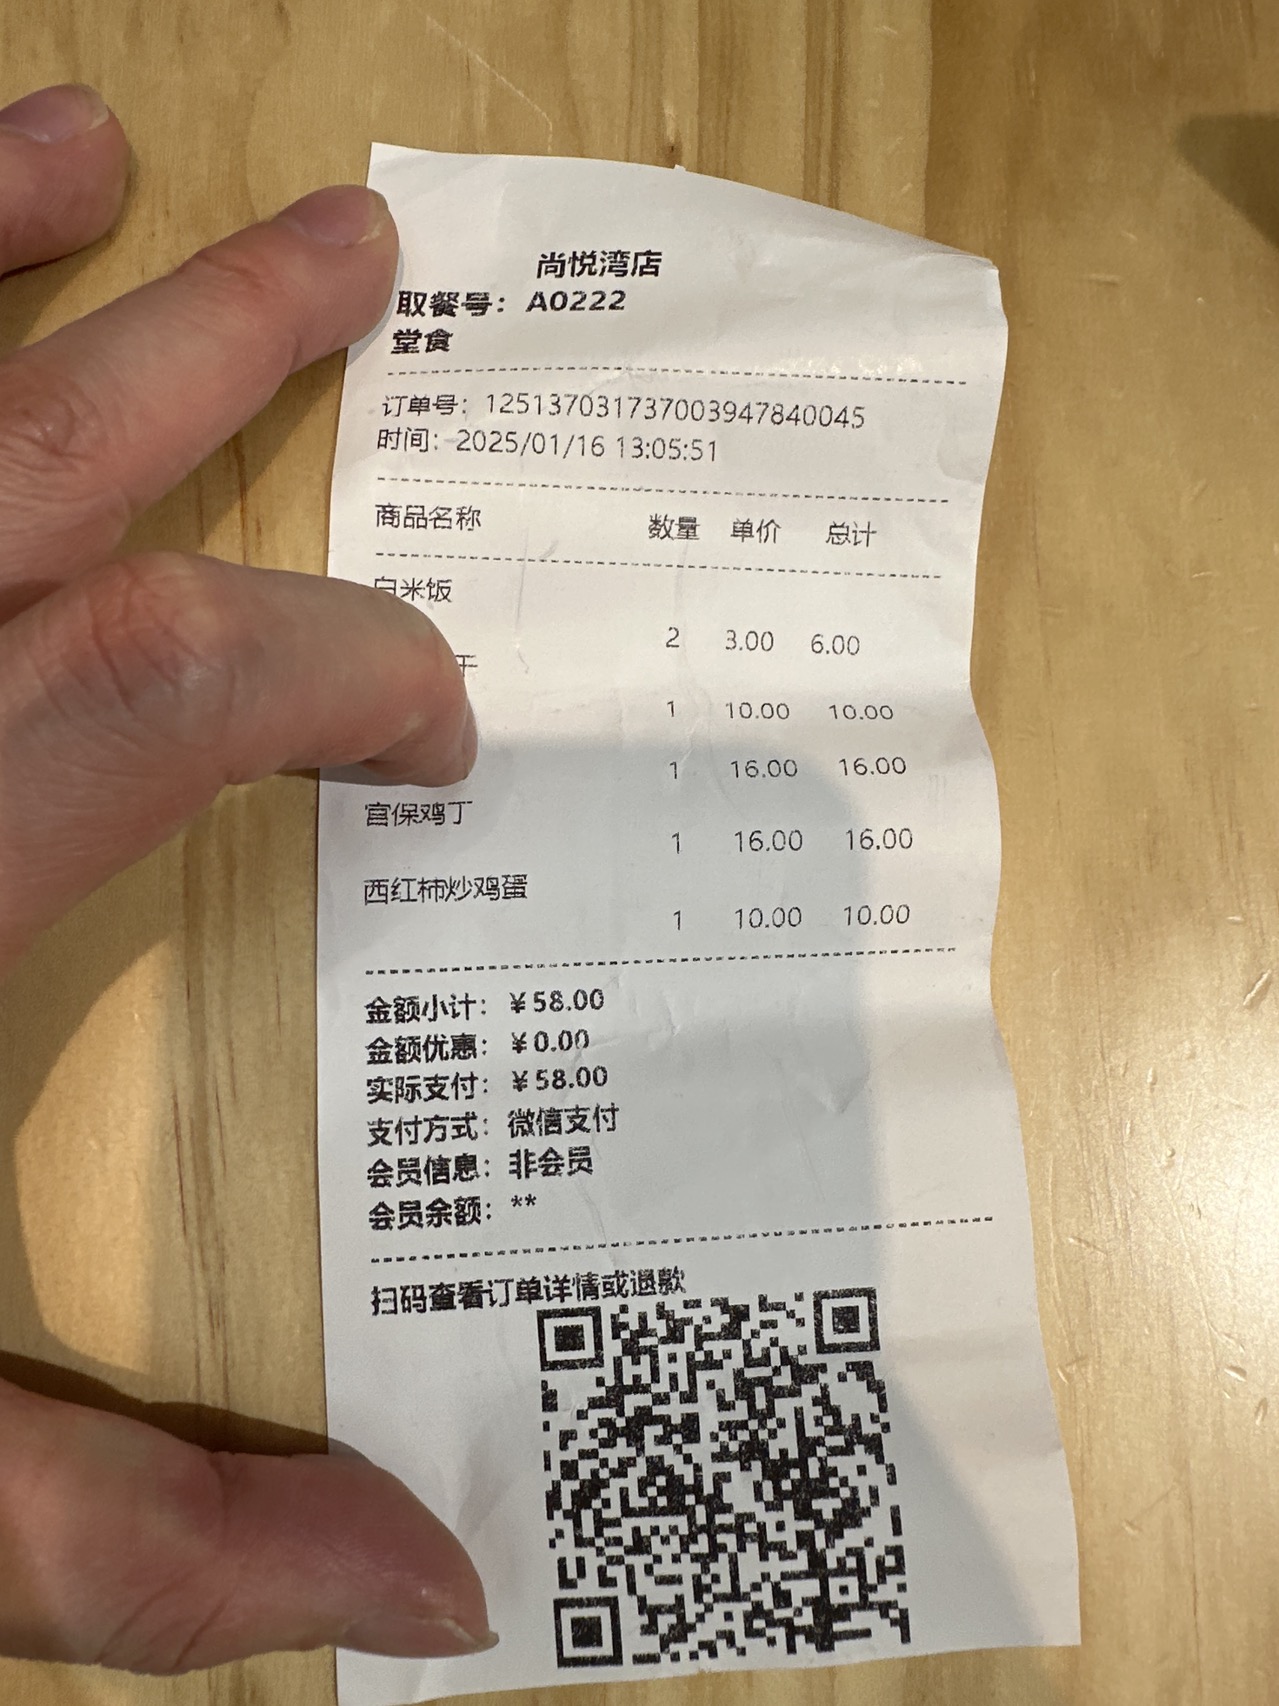 尚悦湾店
取餐号：A0222
堂食
订单号：12513703173700394784 0045
时间：2025/01/16 13:05:51
商品名称 数量 单价 总计
白米饭
2 3.00 6.00
干
1 10.00 10.00
1 16.00 16.00
宫保鸡丁
1 16.00 16.00
西红柿炒鸡蛋
1 10.00 10.00
金额小计：￥58.00
金额优惠：￥0.00
实际支付：￥58.00
支付方式：微信支付
会员信息：非会员
会员余额：**
扫码查看订单详情或退款